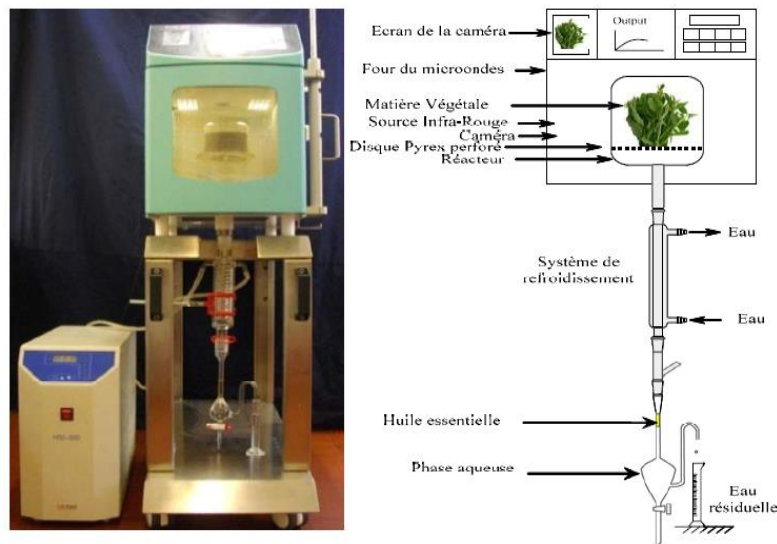 Ecran de la caméra
Output
Four du microondes
Matière Végétale
Source Infra-Rouge
Caméra
Disque Pyrex perforé
Réacteur
Eau
Système de
refroidissement
Eau
Huile essentielle
Phase aqueuse
Eau
résiduelle